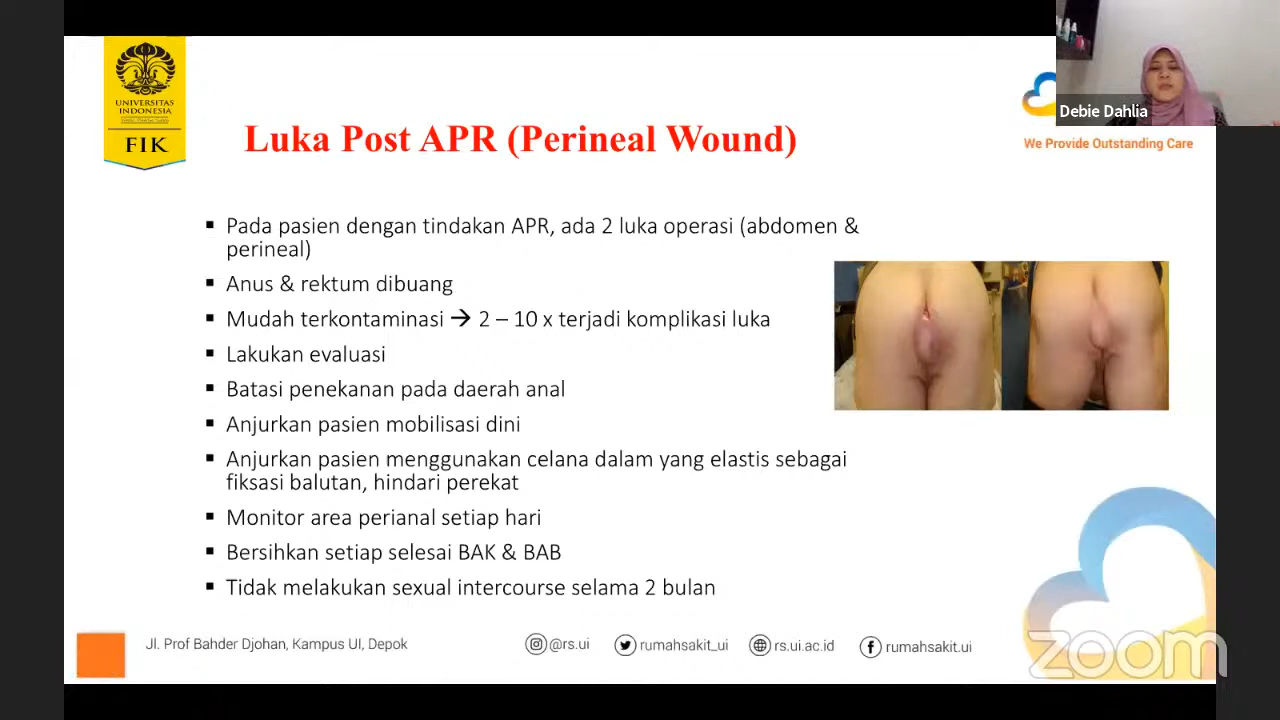 UNIVERSITAS
INDONESIA
FIK
Luka Post APR (Perineal Wound)
Debie Dahlia
We Provide Outstanding Care
▪ Pada pasien dengan tindakan APR, ada 2 luka operasi (abdomen &
perineal)
▪ Anus & rektum dibuang
▪ Mudah terkontaminasi → 2 – 10 x terjadi komplikasi luka
▪ Lakukan evaluasi
▪ Batasi penekanan pada daerah anal
▪ Anjurkan pasien mobilisasi dini
▪ Anjurkan pasien menggunakan celana dalam yang elastis sebagai
fiksasi balutan, hindari perekat
▪ Monitor area perianal setiap hari
▪ Bersihkan setiap selesai BAK & BAB
▪ Tidak melakukan sexual intercourse selama 2 bulan
Jl. Prof Bahder Djohan, Kampus UI, Depok
@rs.ui
rumahsakit_ui
rs.ui.ac.id
rumahsakit.ui
zoom